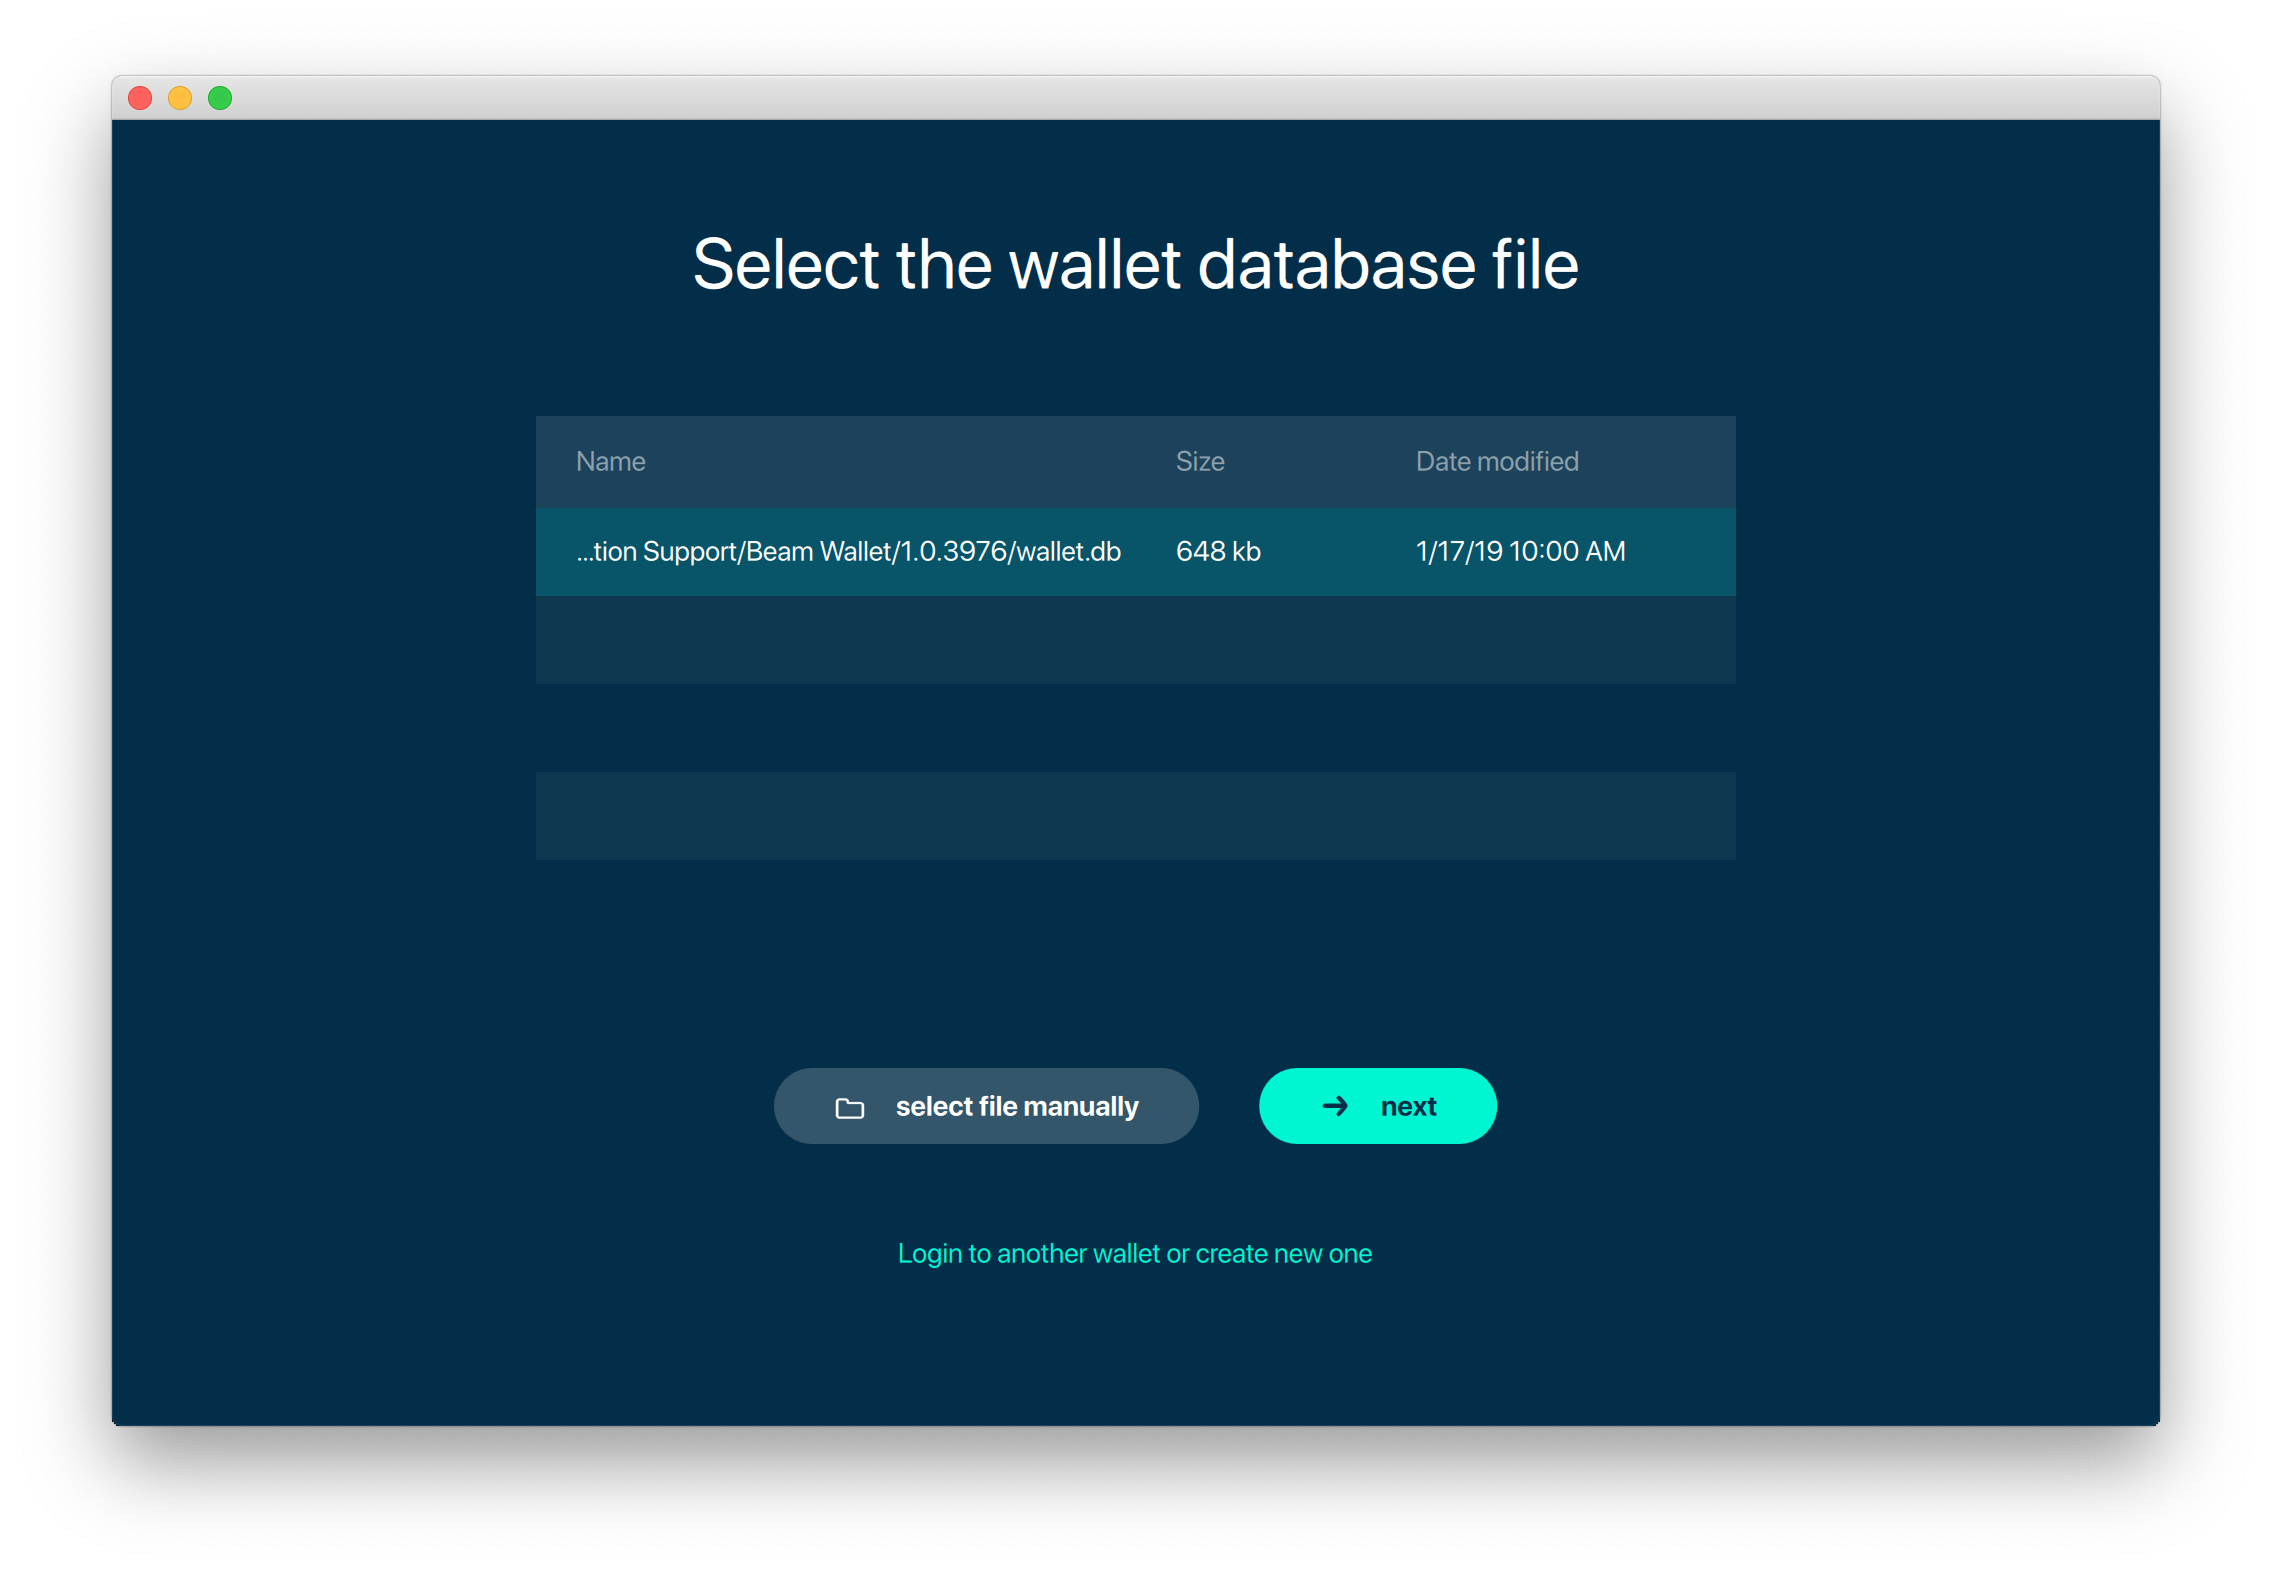 Select the wallet database file
Name Size Date modified
...tion Support/Beam Wallet/1.0.3976/wallet.db 648 kb 1/17/19 10:00 AM
select file manually next
Login to another wallet or create new one